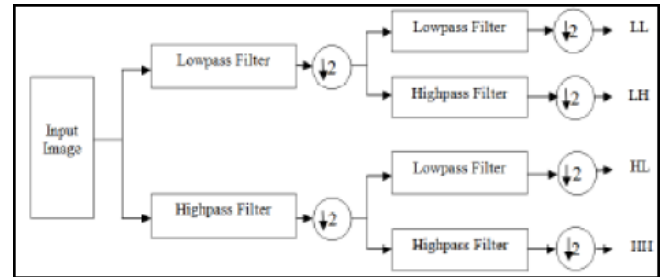 Lowpass Filter ↓2 LL
Lowpass Filter ↓2
Highpass Filter ↓2 LH
Input
Image
Lowpass Filter ↓2 HL
Highpass Filter ↓2
Highpass Filter ↓2 HH